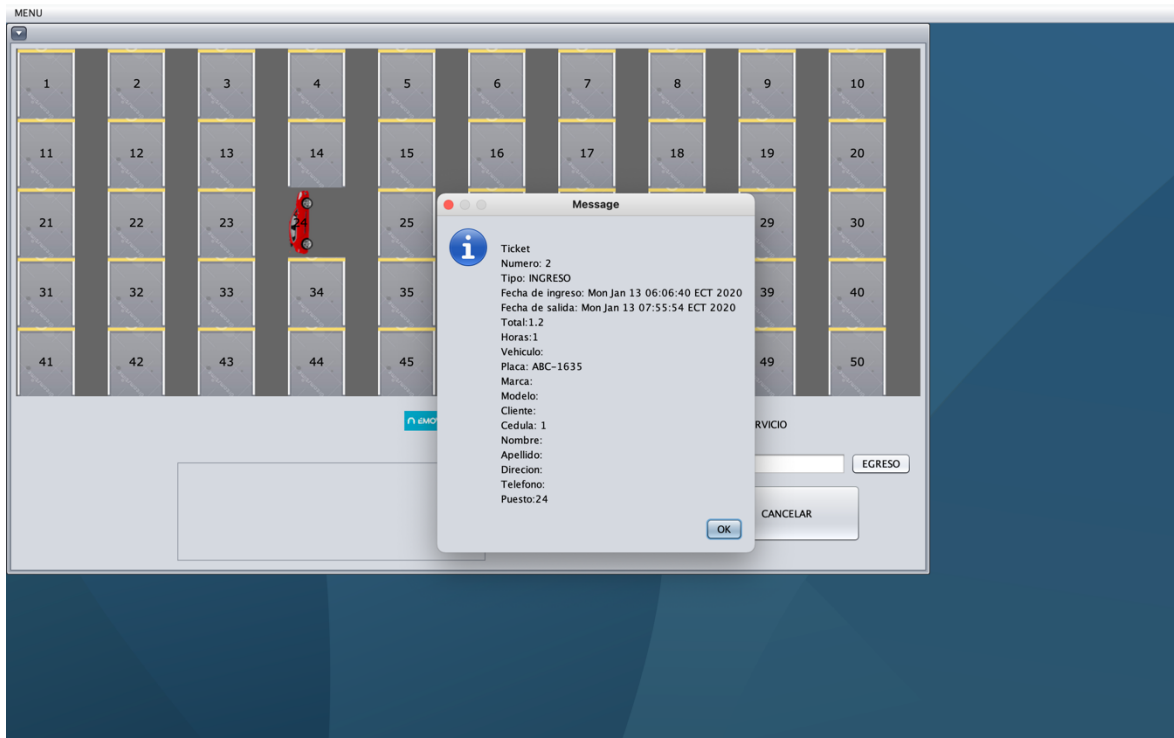 MENU
1 2 3 4 5 6 7 8 9 10
11 12 13 14 15 16 17 18 19 20
21 22 23 24 25 29 30
31 32 33 34 35 39 40
41 42 43 44 45 49 50
Message
Ticket
Numero: 2
Tipo: INGRESO
Fecha de ingreso: Mon Jan 13 06:06:40 ECT 2020
Fecha de salida: Mon Jan 13 07:55:54 ECT 2020
Total:1.2
Horas:1
Vehiculo:
Placa: ABC-1635
Marca:
Modelo:
Cliente:
Cedula: 1
Nombre:
Apellido:
Direcion:
Telefono:
Puesto:24
OK
EMO
RVICIO
EGRESO
CANCELAR